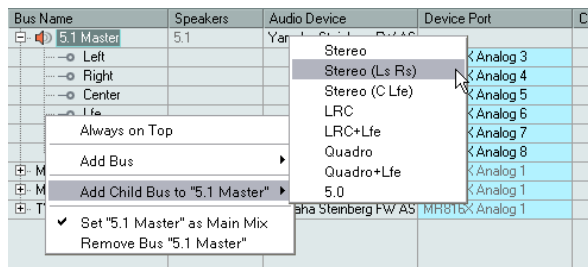 Bus Name Speakers Audio Device Device Port C
5.1 Master 5.1
Left Analog 3
Right Analog 4
Center Analog 5
Lfe Analog 6
Analog 7
Analog 8
M Analog 1
M Analog 1
Steinberg FW AS MR816X Analog 1
Stereo
Stereo (Ls Rs)
Stereo (C Lfe)
LRC
LRC+Lfe
Quadro
Quadro+Lfe
5.0
Always on Top
Add Bus
Add Child Bus to "5.1 Master"
Set "5.1 Master" as Main Mix
Remove Bus "5.1 Master"